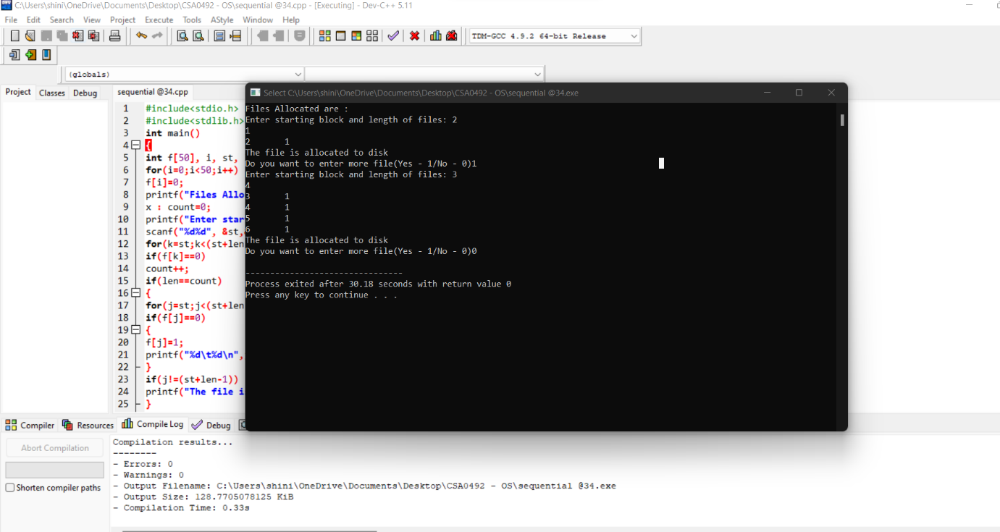 C:\Users\shini\OneDrive\Documents\Desktop\CSA0492 - OS\sequential @34.cpp - [Executing] - Dev-C++ 5.11
File Edit Search View Project Execute Tools AStyle Window Help
TDM-GCC 4.9.2 64-bit Release
(globals)
Project Classes Debug
sequential @34.cpp
1 #include<stdio.h>
2 #include<stdlib.h>
3 int main()
4 {
5 int f[50], i, st,
6 for(i=0;i<50;i++)
7 f[i]=0;
8 printf("Files Allo
9 x : count=0;
10 printf("Enter star
11 scanf("%d%d", &st,
12 for(k=st;k<(st+len
13 if(f[k]==0)
14 count++;
15 if(len==count)
16 {
17 for(j=st;j<(st+len
18 if(f[j]==0)
19 {
20 f[j]=1;
21 printf("%d\t%d\n",
22 }
23 if(j!=(st+len-1))
24 printf("The file i
25 }
Select C:\Users\shini\OneDrive\Documents\Desktop\CSA0492 - OS\sequential @34.exe
Files Allocated are :
Enter starting block and length of files: 2
1
2 1
The file is allocated to disk
Do you want to enter more file(Yes - 1/No - 0)1
Enter starting block and length of files: 3
4
3 1
4 1
5 1
6 1
The file is allocated to disk
Do you want to enter more file(Yes - 1/No - 0)0
--------------------------------
Process exited after 30.18 seconds with return value 0
Press any key to continue . . .
Compiler Resources Compile Log Debug
Abort Compilation
Shorten compiler paths
Compilation results...
--------
- Errors: 0
- Warnings: 0
- Output Filename: C:\Users\shini\OneDrive\Documents\Desktop\CSA0492 - OS\sequential @34.exe
- Output Size: 128.7705078125 KiB
- Compilation Time: 0.33s